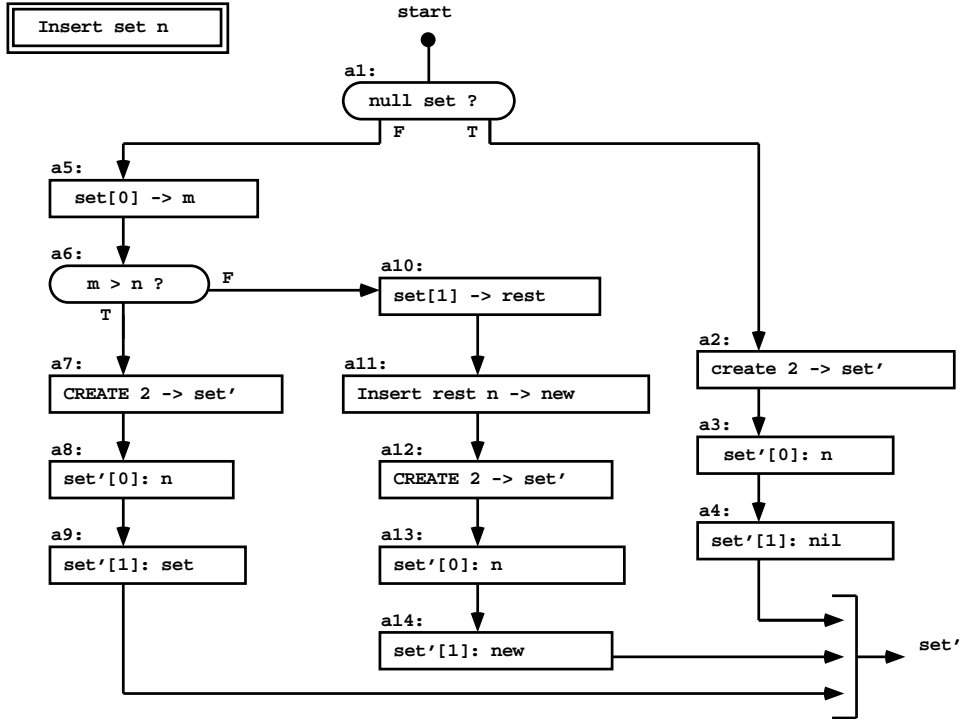 Insert set n
start
a1:
null set ?
F T
a5:
set[0] -> m
a6:
m > n ?
F
T
a10:
set[1] -> rest
a2:
create 2 -> set'
a7:
CREATE 2 -> set'
a11:
Insert rest n -> new
a3:
set'[0]: n
a8:
set'[0]: n
a12:
CREATE 2 -> set'
a4:
set'[1]: nil
a9:
set'[1]: set
a13:
set'[0]: n
a14:
set'[1]: new
set'